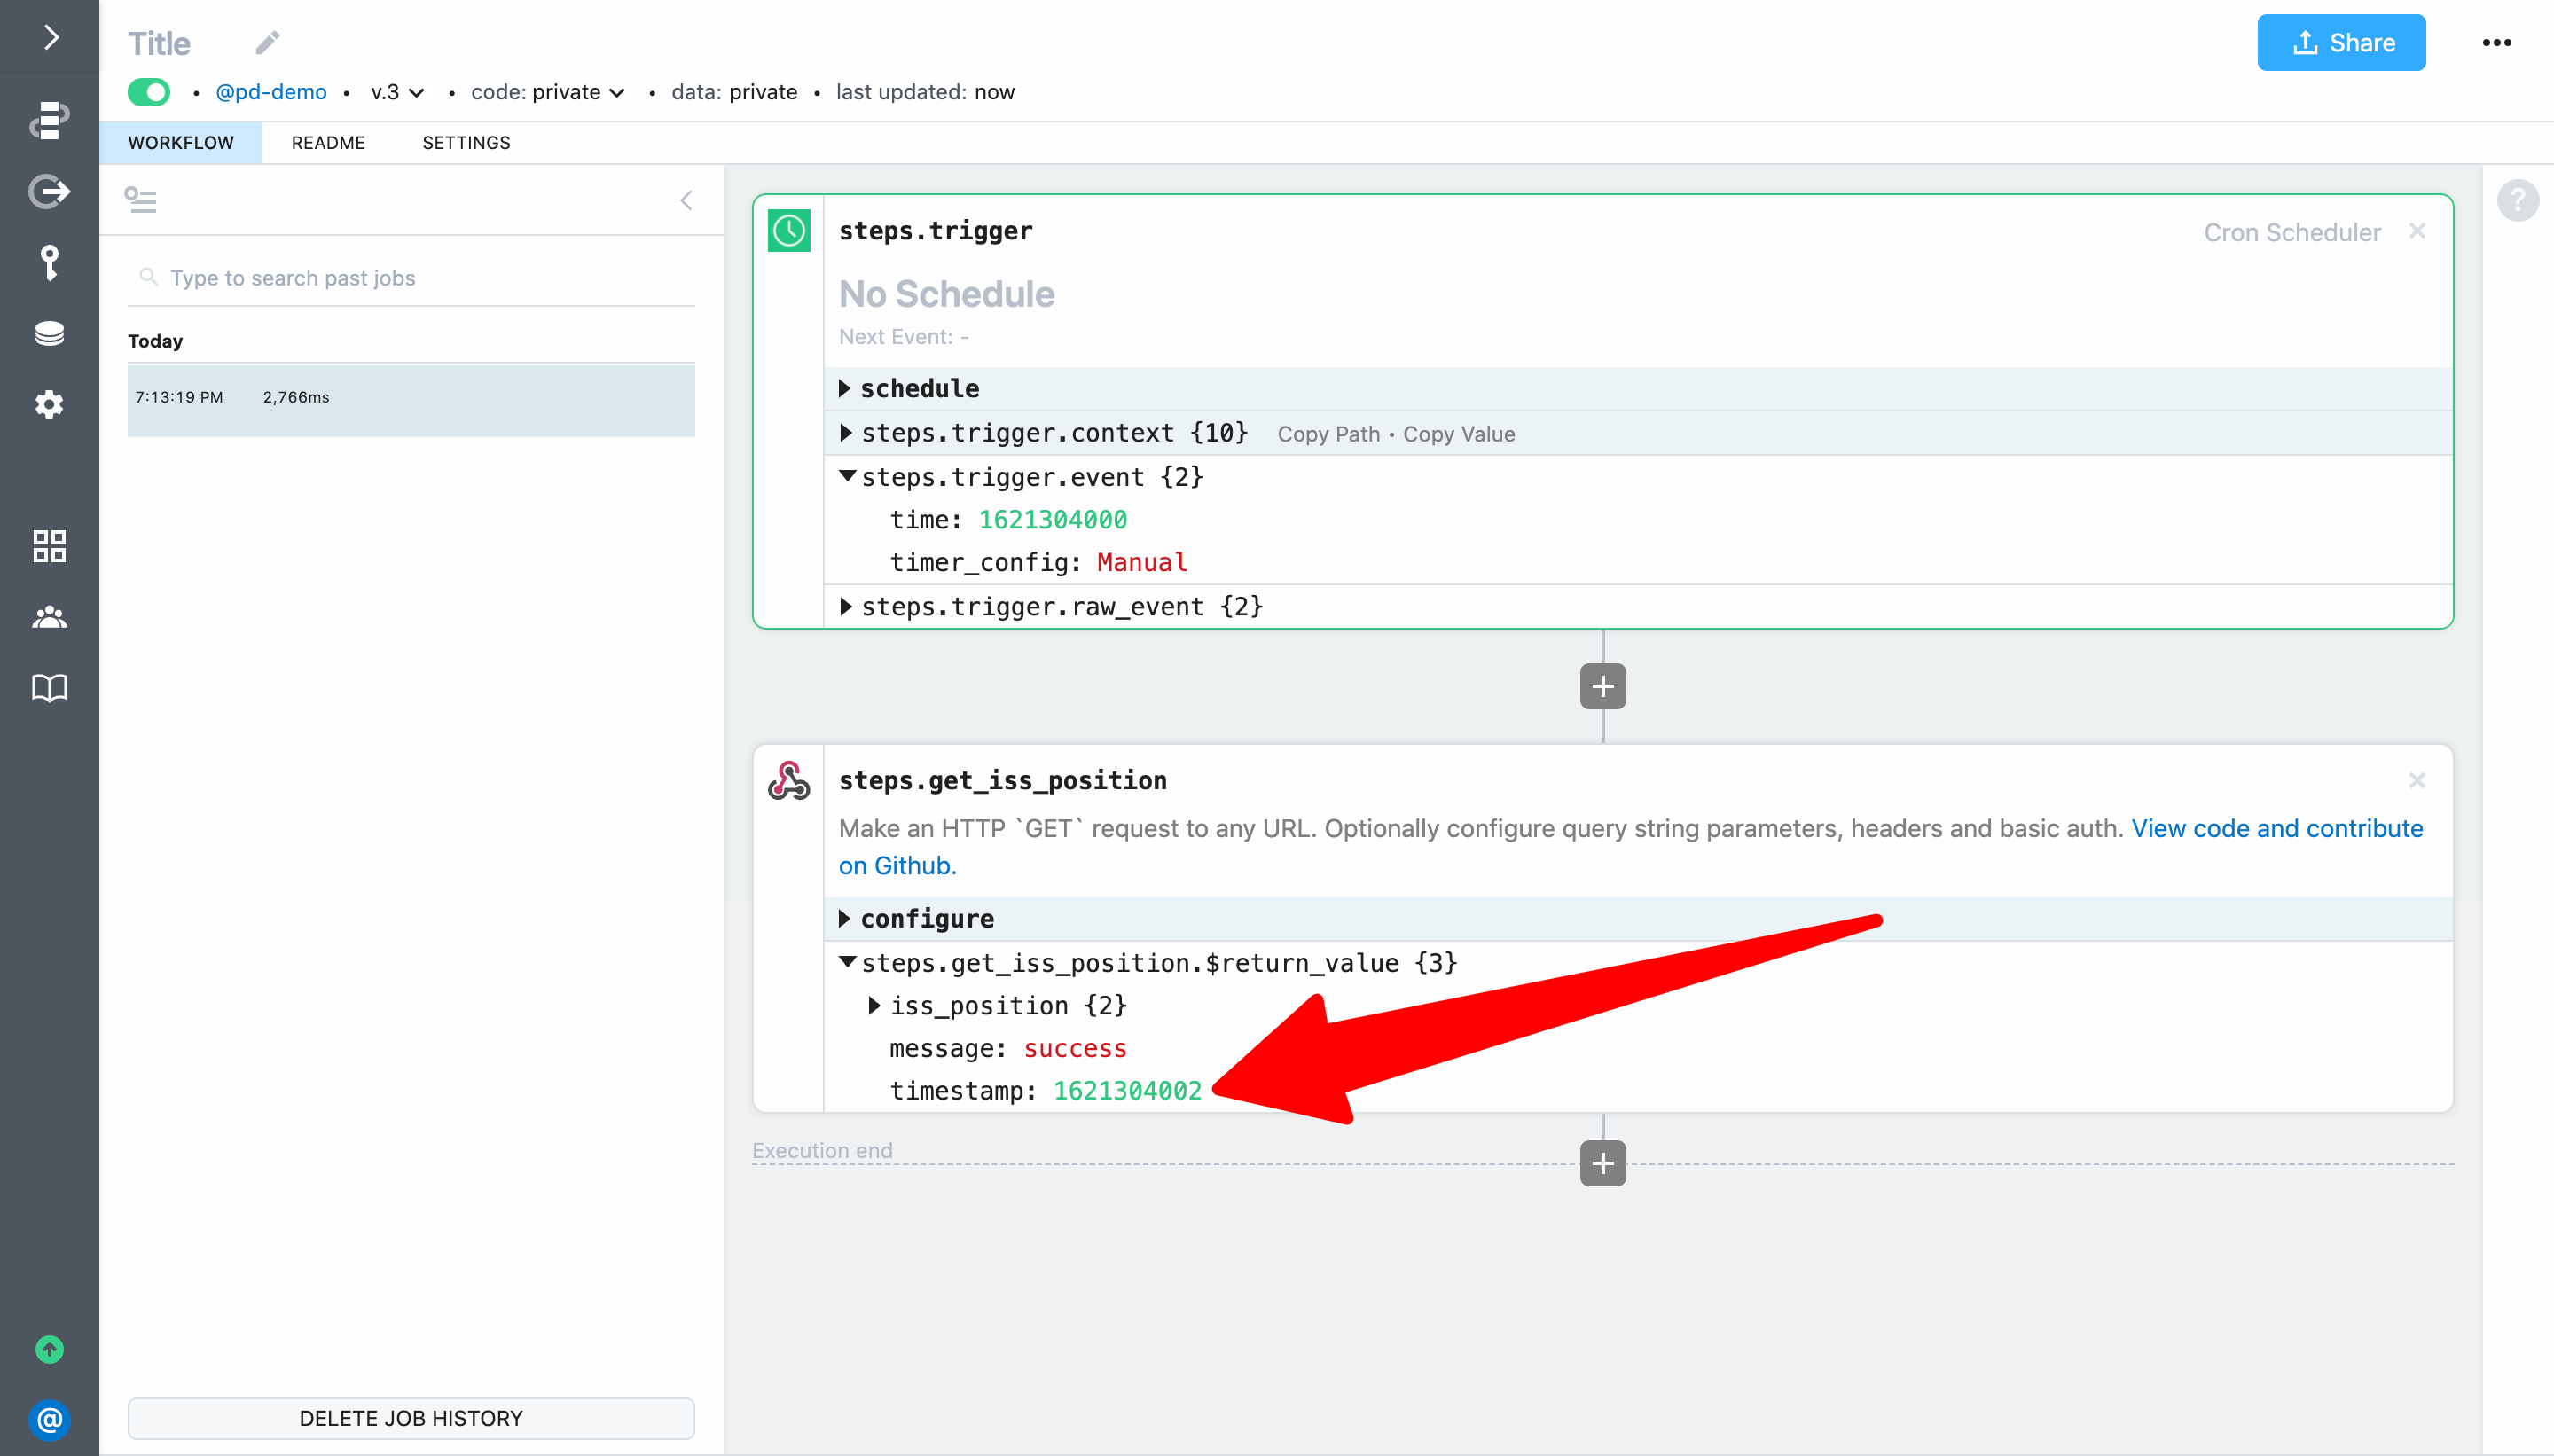 Title
Share
• @pd-demo • v.3 • code: private • data: private • last updated: now
WORKFLOW README SETTINGS
Type to search past jobs
Today
7:13:19 PM 2,766ms
DELETE JOB HISTORY
steps.trigger
Cron Scheduler
No Schedule
Next Event: -
schedule
steps.trigger.context {10} Copy Path • Copy Value
steps.trigger.event {2}
time: 1621304000
timer_config: Manual
steps.trigger.raw_event {2}
steps.get_iss_position
Make an HTTP `GET` request to any URL. Optionally configure query string parameters, headers and basic auth. View code and contribute
on Github.
configure
steps.get_iss_position.$return_value {3}
iss_position {2}
message: success
timestamp: 1621304002
Execution end